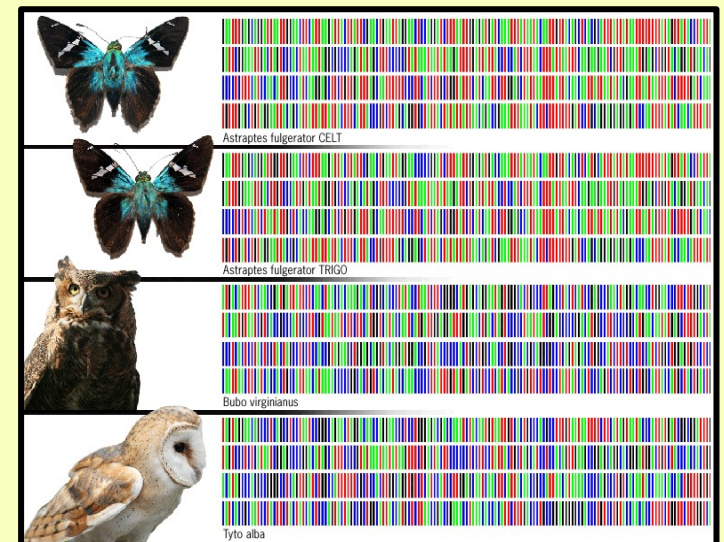 Astraptes fulgerator CELT
Astraptes fulgerator TRIGO
Bubo virginianus
Tyto alba